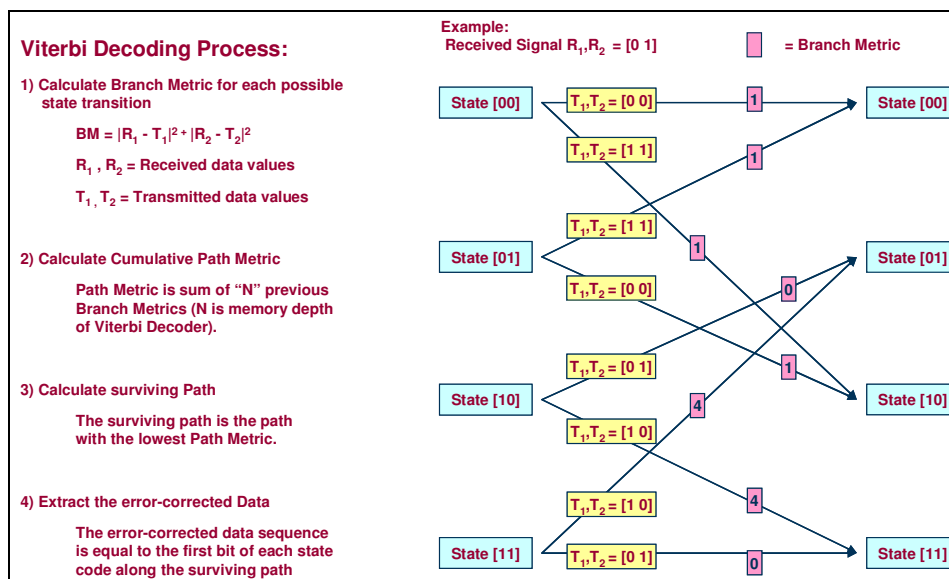 Viterbi Decoding Process:
1) Calculate Branch Metric for each possible
state transition
BM = |R₁ - T₁|² + |R₂ - T₂|²
R₁ , R₂ = Received data values
T₁ , T₂ = Transmitted data values
2) Calculate Cumulative Path Metric
Path Metric is sum of “N” previous
Branch Metrics (N is memory depth
of Viterbi Decoder).
3) Calculate surviving Path
The surviving path is the path
with the lowest Path Metric.
4) Extract the error-corrected Data
The error-corrected data sequence
is equal to the first bit of each state
code along the surviving path
Example:
Received Signal R₁,R₂ = [0 1]
= Branch Metric
State [00]
T₁,T₂ = [0 0]
1
State [00]
T₁,T₂ = [1 1]
1
T₁,T₂ = [1 1]
State [01]
1
State [01]
T₁,T₂ = [0 0]
0
T₁,T₂ = [0 1]
1
State [10]
4
State [10]
T₁,T₂ = [1 0]
T₁,T₂ = [1 0]
4
State [11]
T₁,T₂ = [0 1]
0
State [11]